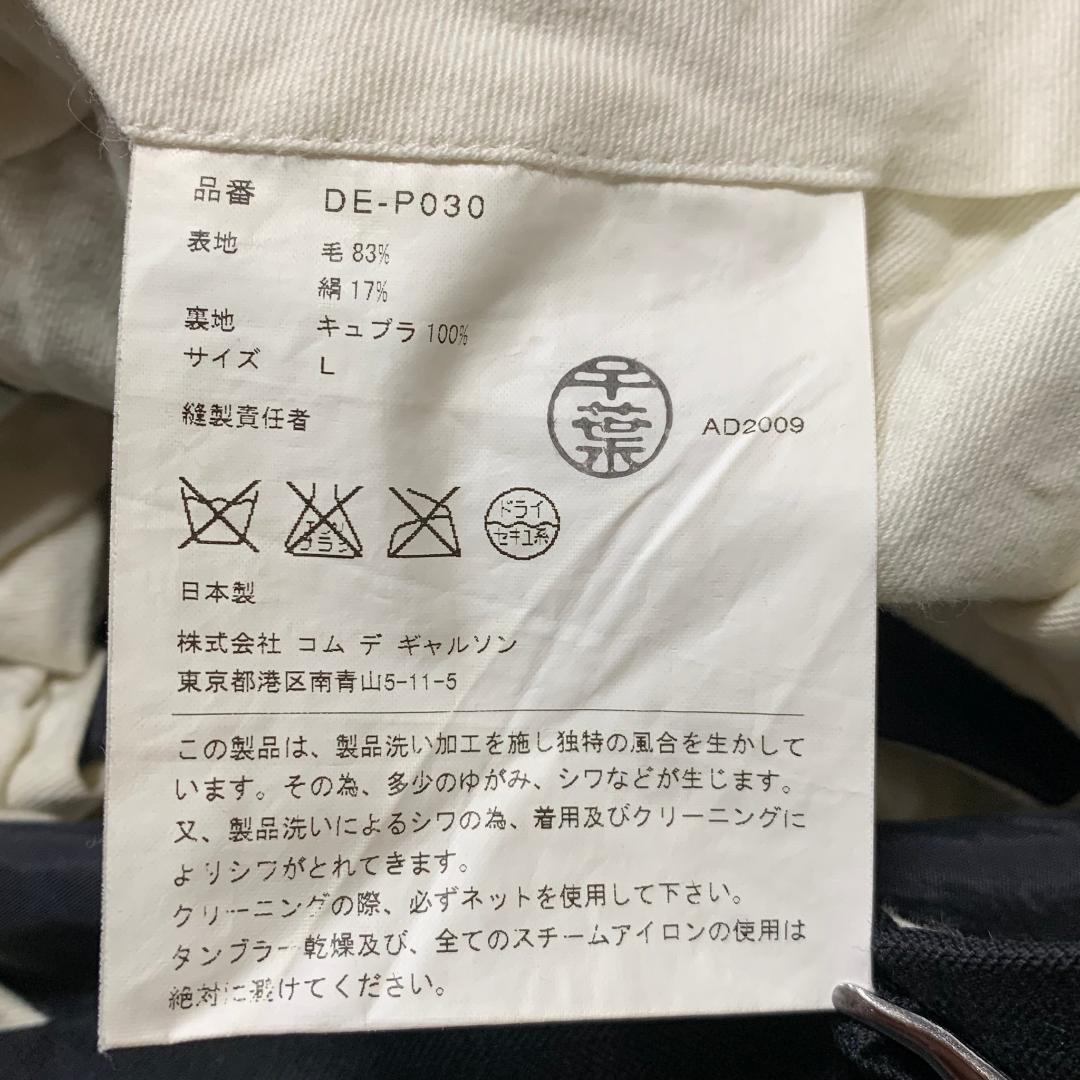 品番 DE-P030
表地 毛 83%
絹 17%
裏地 キュプラ 100%
サイズ L
縫製責任者 千葉 AD2009
ドライ
セキユ系
日本製
株式会社 コム デ ギャルソン
東京都港区南青山5-11-5
この製品は、製品洗い加工を施し独特の風合を生かして
います。その為、多少のゆがみ、シワなどが生じます。
又、製品洗いによるシワの為、着用及びクリーニングに
よりシワがとれてきます。
クリーニングの際、必ずネットを使用して下さい。
タンブラー乾燥及び、全てのスチームアイロンの使用は
絶対に避けてください。